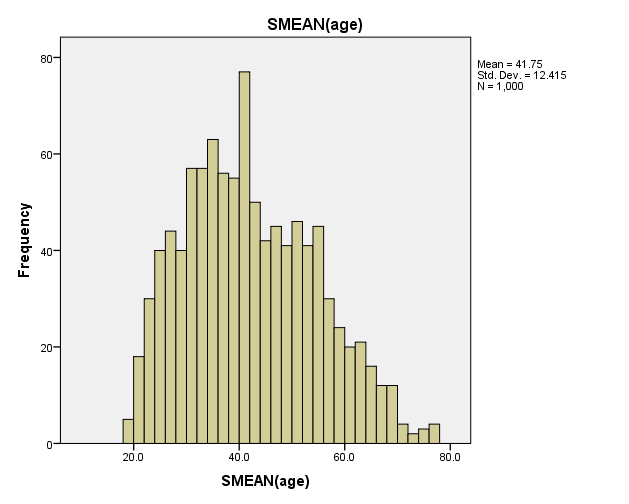 SMEAN(age)
Mean = 41.75
Std. Dev. = 12.415
N = 1,000
80
60
40
20
0
Frequency
20.0 40.0 60.0 80.0
SMEAN(age)